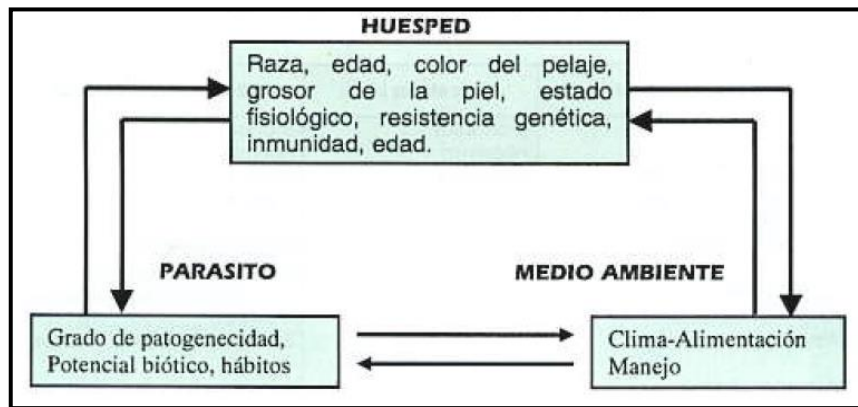 HUESPED
Raza, edad, color del pelaje,
grosor de la piel, estado
fisiológico, resistencia genética,
inmunidad, edad.
PARASITO
MEDIO AMBIENTE
Grado de patogenecidad,
Potencial biótico, hábitos
Clima-Alimentación
Manejo